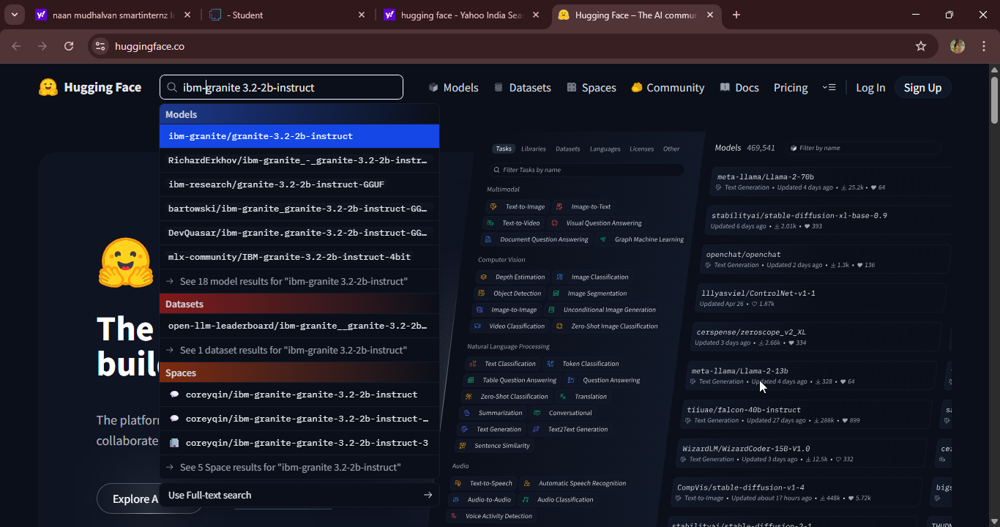 naan mudhalvan smartinternz
- Student
hugging face - Yahoo India Sea
Hugging Face – The AI commun
huggingface.co
Hugging Face
ibm-granite 3.2-2b-instruct
Models
Datasets
Spaces
Community
Docs
Pricing
Log In
Sign Up
Models
ibm-granite/granite-3.2-2b-instruct
RichardErkhov/ibm-granite_-_granite-3.2-2b-instr…
ibm-research/granite-3.2-2b-instruct-GGUF
bartowski/ibm-granite_granite-3.2-2b-instruct-GG…
DevQuasar/ibm-granite.granite-3.2-2b-instruct-GG…
mlx-community/IBM-granite-3.2-2b-instruct-4bit
See 18 model results for "ibm-granite 3.2-2b-instruct"
Datasets
open-llm-leaderboard/ibm-granite__granite-3.2-2b…
See 1 dataset results for "ibm-granite 3.2-2b-instruct"
Spaces
coreyqin/ibm-granite-granite-3.2-2b-instruct
coreyqin/ibm-granite-granite-3.2-2b-instruct-…
coreyqin/ibm-granite-granite-3.2-2b-instruct-3
See 5 Space results for "ibm-granite 3.2-2b-instruct"
Use Full-text search
The
buil
The platfor
collaborate
Explore A
Tasks Libraries Datasets Languages Licenses Other
Filter Tasks by name
Multimodal
Text-to-Image Image-to-Text
Text-to-Video Visual Question Answering
Document Question Answering Graph Machine Learning
Computer Vision
Depth Estimation Image Classification
Object Detection Image Segmentation
Image-to-Image Unconditional Image Generation
Video Classification Zero-Shot Image Classification
Natural Language Processing
Text Classification Token Classification
Table Question Answering Question Answering
Zero-Shot Classification Translation
Summarization Conversational
Text Generation Text2Text Generation
Sentence Similarity
Audio
Text-to-Speech Automatic Speech Recognition
Audio-to-Audio Audio Classification
Voice Activity Detection
Models 469,541 Filter by name
meta-llama/Llama-2-70b
Text Generation • Updated 4 days ago • 25.2k • 64
stabilityai/stable-diffusion-xl-base-0.9
Updated 6 days ago • 2.01k • 393
openchat/openchat
Text Generation • Updated 2 days ago • 1.3k • 136
lllyasviel/ControlNet-v1-1
Updated Apr 26 • 1.87k
cerspense/zeroscope_v2_XL
Updated 3 days ago • 2.66k • 334
meta-llama/Llama-2-13b
Text Generation • Updated 4 days ago • 328 • 64
tiiuae/falcon-40b-instruct
Text Generation • Updated 27 days ago • 288k • 899
WizardLM/WizardCoder-15B-V1.0
Text Generation • Updated 3 days ago • 12.5k • 332
CompVis/stable-diffusion-v1-4
Text-to-Image • Updated about 17 hours ago • 448k • 5.72k
stabilityai/stable-diffusion-2-1